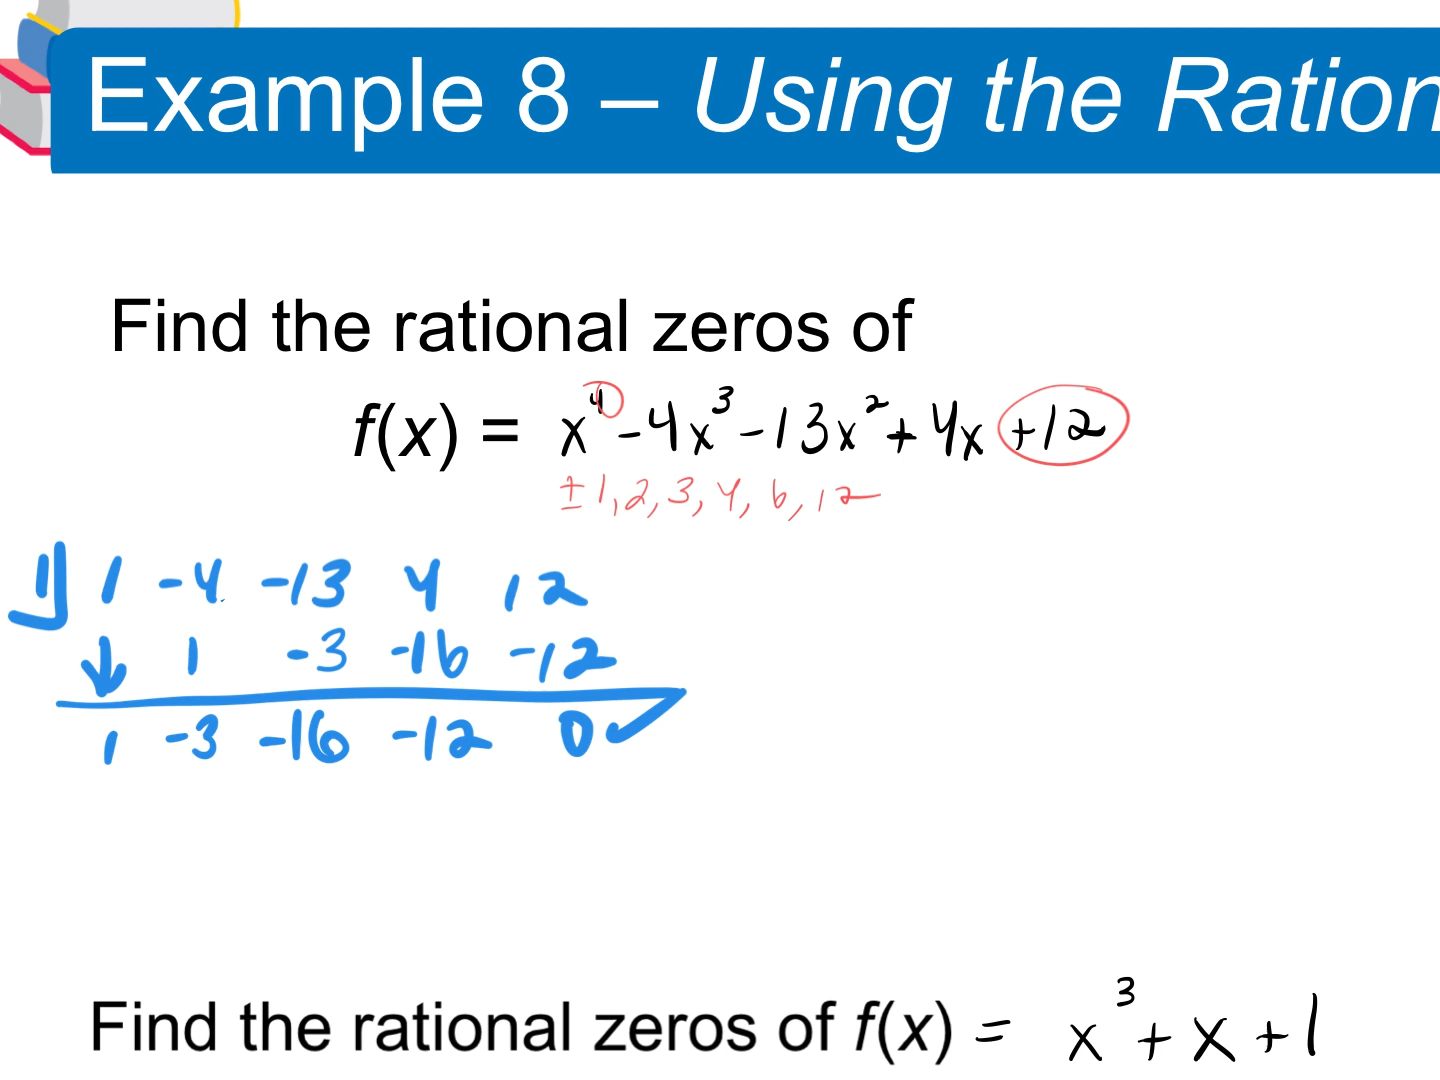 Example 8 – Using the Ration
Find the rational zeros of
f(x) = x⁴ - 4x³ - 13x² + 4x + 12
± 1, 2, 3, 4, 6, 12
1 1 -4 -13 4 12
1 -3 -16 -12
1 -3 -16 -12 0
Find the rational zeros of f(x) = x³ + x + 1